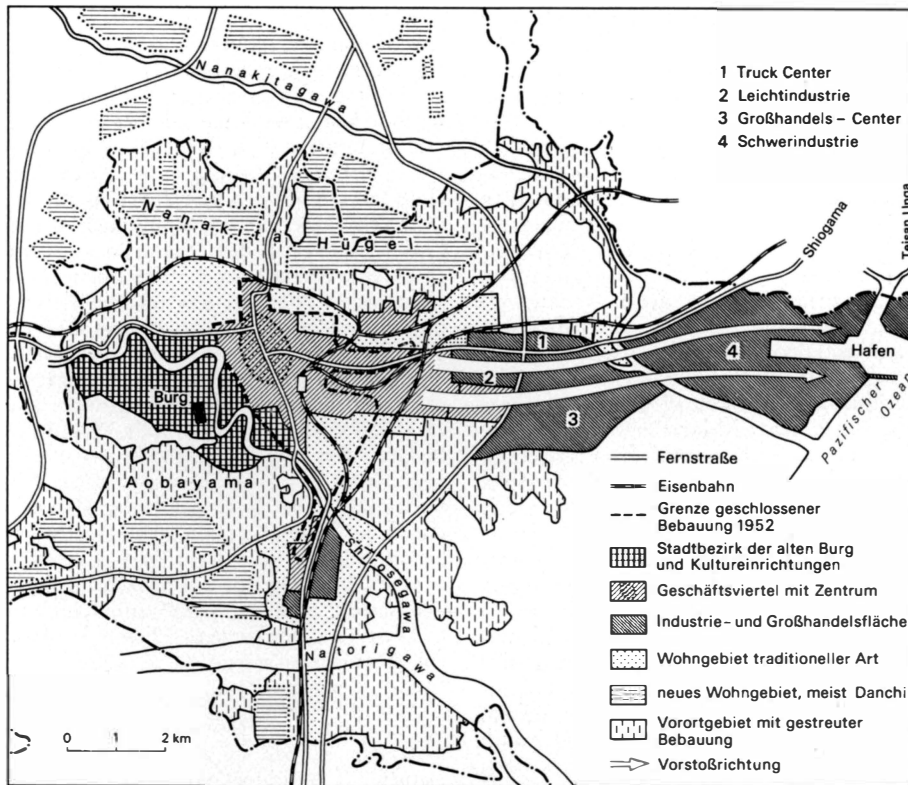 1 Truck Center
2 Leichtindustrie
3 Großhandels-Center
4 Schwerindustrie
Nanakitagawa
Nanakita
Hügel
Shiogama
Teisan Unga
1
2
3
4
Hafen
Burg
Aobayama
Pazifischer
Ozean
Shirosegawa
Natorigawa
Fernstraße
Eisenbahn
Grenze geschlossener
Bebauung 1952
Stadtbezirk der alten Burg
und Kultureinrichtungen
Geschäftsviertel mit Zentrum
Industrie- und Großhandelsfläche
Wohngebiet traditioneller Art
neues Wohngebiet, meist Danchi
Vorortgebiet mit gestreuter
Bebauung
Vorstoßrichtung
0 1 2 km